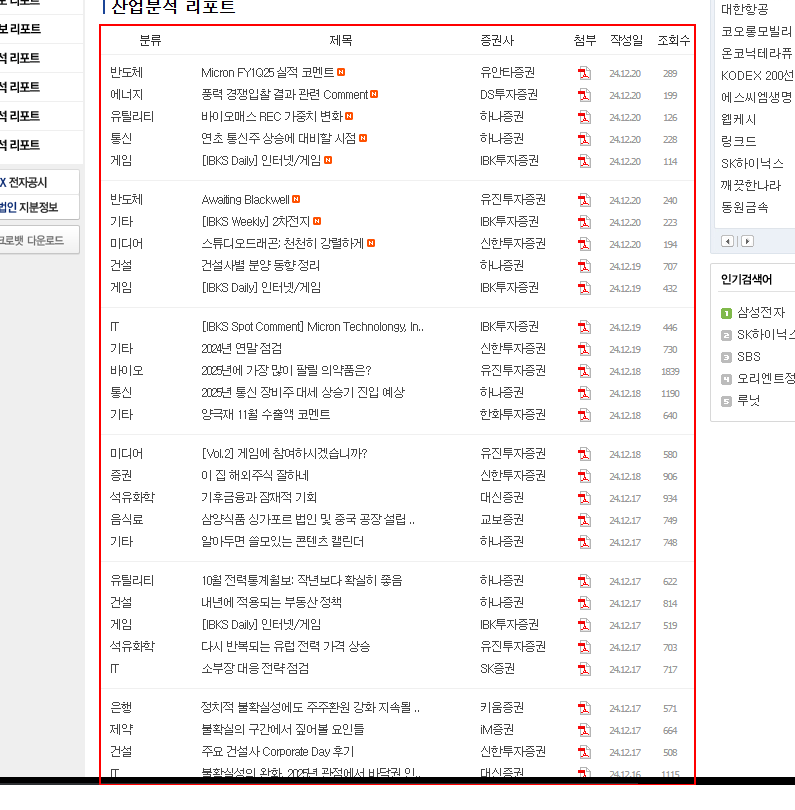 리포트
보 리포트
석 리포트
석 리포트
석 리포트
석 리포트
X 전자공시
법인 지분정보
크로뱃 다운로드
산업분석 리포트
분류 제목 증권사 첨부 작성일 조회수
반도체 Micron FY1Q25 실적 코멘트 N 유안타증권 24.12.20 289
에너지 풍력 경쟁입찰 결과 관련 Comment N DS투자증권 24.12.20 199
유틸리티 바이오매스 REC 가중치 변화 N 하나증권 24.12.20 126
통신 연초 통신주 상승에 대비할 시점 N 하나증권 24.12.20 228
게임 [IBKS Daily] 인터넷/게임 N IBK투자증권 24.12.20 114
반도체 Awaiting Blackwell N 유진투자증권 24.12.20 240
기타 [IBKS Weekly] 2차전지 N IBK투자증권 24.12.20 223
미디어 스튜디오드래곤; 천천히 강렬하게 N 신한투자증권 24.12.20 194
건설 건설사별 분양 동향 정리 하나증권 24.12.19 707
게임 [IBKS Daily] 인터넷/게임 IBK투자증권 24.12.19 432
IT [IBKS Spot Comment] Micron Technolongy, In.. IBK투자증권 24.12.19 446
기타 2024년 연말 점검 신한투자증권 24.12.19 730
바이오 2025년에 가장 많이 팔릴 의약품은? 유진투자증권 24.12.18 1839
통신 2025년 통신 장비주 대세 상승기 진입 예상 하나증권 24.12.18 1190
기타 양극재 11월 수출액 코멘트 한화투자증권 24.12.18 640
미디어 [Vol.2] 게임에 참여하시겠습니까? 유진투자증권 24.12.18 580
증권 이 집 해외주식 잘하네 신한투자증권 24.12.18 906
석유화학 기후금융과 잠재적 기회 대신증권 24.12.17 934
음식료 삼양식품 싱가포르 법인 및 중국 공장 설립 .. 교보증권 24.12.17 749
기타 알아두면 쓸모있는 콘텐츠 캘린더 하나증권 24.12.17 748
유틸리티 10월 전력통계월보: 작년보다 확실히 좋음 하나증권 24.12.17 622
건설 내년에 적용되는 부동산 정책 하나증권 24.12.17 814
게임 [IBKS Daily] 인터넷/게임 IBK투자증권 24.12.17 519
석유화학 다시 반복되는 유럽 전력 가격 상승 유진투자증권 24.12.17 703
IT 소부장 대응 전략 점검 SK증권 24.12.17 717
은행 정치적 불확실성에도 주주환원 강화 지속될 .. 키움증권 24.12.17 571
제약 불확실의 구간에서 짚어볼 요인들 iM증권 24.12.17 664
건설 주요 건설사 Corporate Day 후기 신한투자증권 24.12.17 508
IT 불확실성의 완화, 2025년 관점에서 바닥권 인.. 대신증권 24.12.16 1115
대한항공
코오롱모빌리
온코닉테라퓨
KODEX 200선
에스씨엠생명
웹케시
링크드
SK하이닉스
깨끗한나라
동원금속
인기검색어
1 삼성전자
2 SK하이닉스
3 SBS
4 오리엔트정
5 루닛